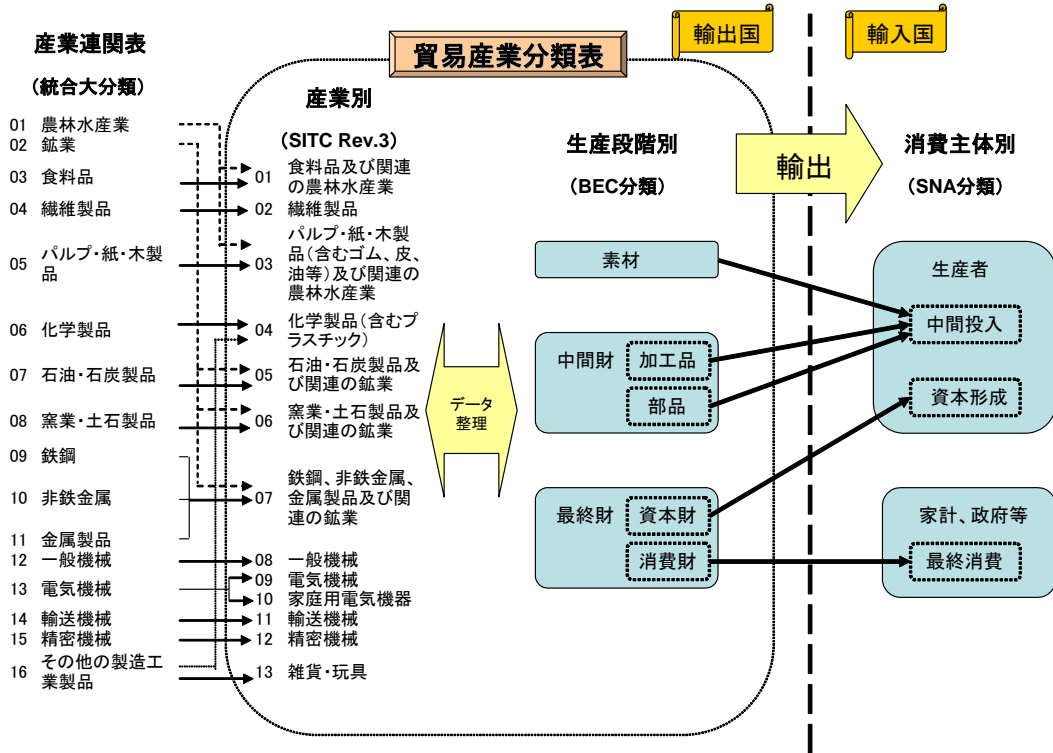 産業連関表
(統合大分類)
01 農林水産業
02 鉱業
03 食料品
04 繊維製品
05 パルプ・紙・木製
品
06 化学製品
07 石油・石炭製品
08 窯業・土石製品
09 鉄鋼
10 非鉄金属
11 金属製品
12 一般機械
13 電気機械
14 輸送機械
15 精密機械
16 その他の製造工
業製品
貿易産業分類表
産業別
(SITC Rev.3)
01 食料品及び関連
の農林水産業
02 繊維製品
03 パルプ・紙・木製
品(含むゴム、皮、
油等)及び関連の
農林水産業
04 化学製品(含むプ
ラスチック)
05 石油・石炭製品及
び関連の鉱業
06 窯業・土石製品及
び関連の鉱業
07 鉄鋼、非鉄金属、
金属製品及び関
連の鉱業
08 一般機械
09 電気機械
10 家庭用電気機器
11 輸送機械
12 精密機械
13 雑貨・玩具
データ
整理
輸出国
生産段階別
(BEC分類)
素材
中間財
加工品
部品
最終財
資本財
消費財
輸出
輸入国
消費主体別
(SNA分類)
生産者
中間投入
資本形成
家計、政府等
最終消費